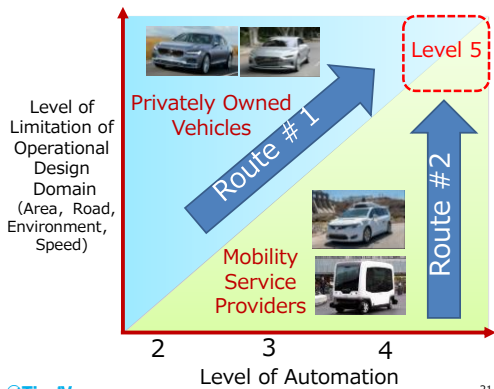 Level 5
Level of
Limitation of
Operational
Design
Domain
(Area, Road,
Environment,
Speed)
Privately Owned
Vehicles
Route # 1
Route #2
Mobility
Service
Providers
2 3 4
Level of Automation